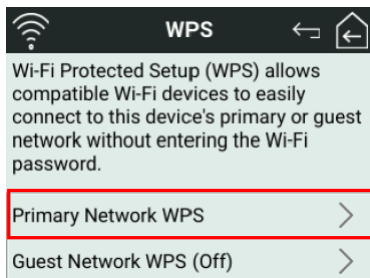 WPS
Wi-Fi Protected Setup (WPS) allows
compatible Wi-Fi devices to easily
connect to this device's primary or guest
network without entering the Wi-Fi
password.
Primary Network WPS
Guest Network WPS (Off)